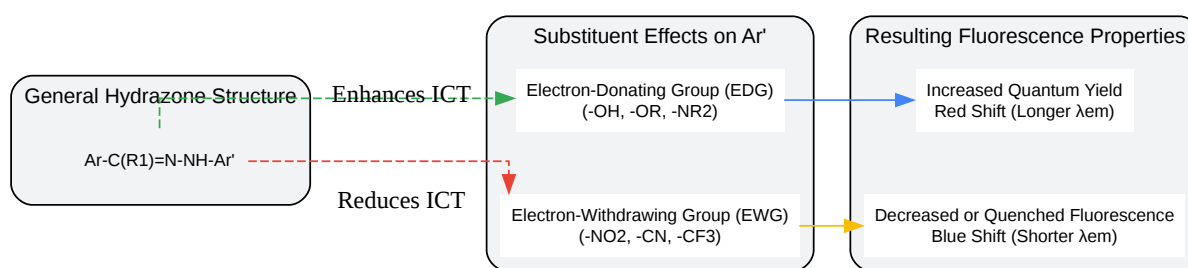 General Hydrazone Structure
Ar-C(R1)=N-NH-Ar'
Enhances ICT
Reduces ICT
Substituent Effects on Ar'
Electron-Donating Group (EDG)
(-OH, -OR, -NR2)
Electron-Withdrawing Group (EWG)
(-NO2, -CN, -CF3)
Resulting Fluorescence Properties
Increased Quantum Yield
Red Shift (Longer λem)
Decreased or Quenched Fluorescence
Blue Shift (Shorter λem)